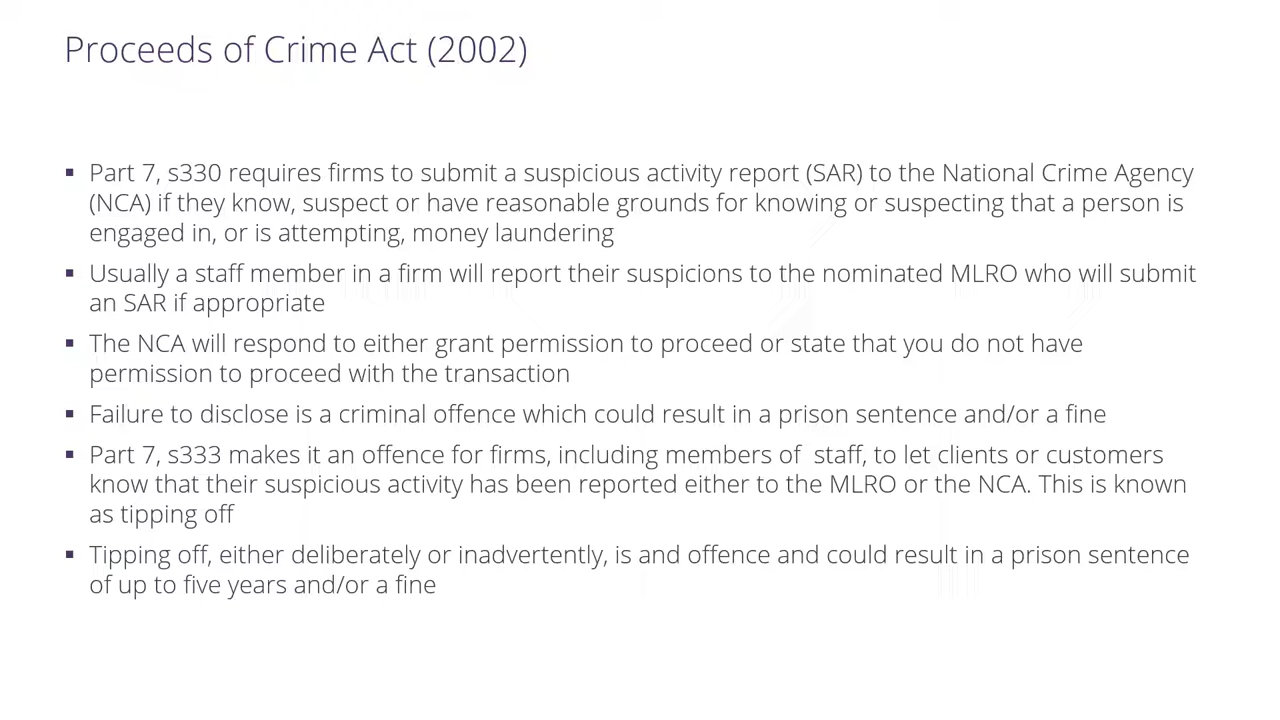 Proceeds of Crime Act (2002)
▪ Part 7, s330 requires firms to submit a suspicious activity report (SAR) to the National Crime Agency
(NCA) if they know, suspect or have reasonable grounds for knowing or suspecting that a person is
engaged in, or is attempting, money laundering
▪ Usually a staff member in a firm will report their suspicions to the nominated MLRO who will submit
an SAR if appropriate
▪ The NCA will respond to either grant permission to proceed or state that you do not have
permission to proceed with the transaction
▪ Failure to disclose is a criminal offence which could result in a prison sentence and/or a fine
▪ Part 7, s333 makes it an offence for firms, including members of  staff, to let clients or customers
know that their suspicious activity has been reported either to the MLRO or the NCA. This is known
as tipping off
▪ Tipping off, either deliberately or inadvertently, is and offence and could result in a prison sentence
of up to five years and/or a fine